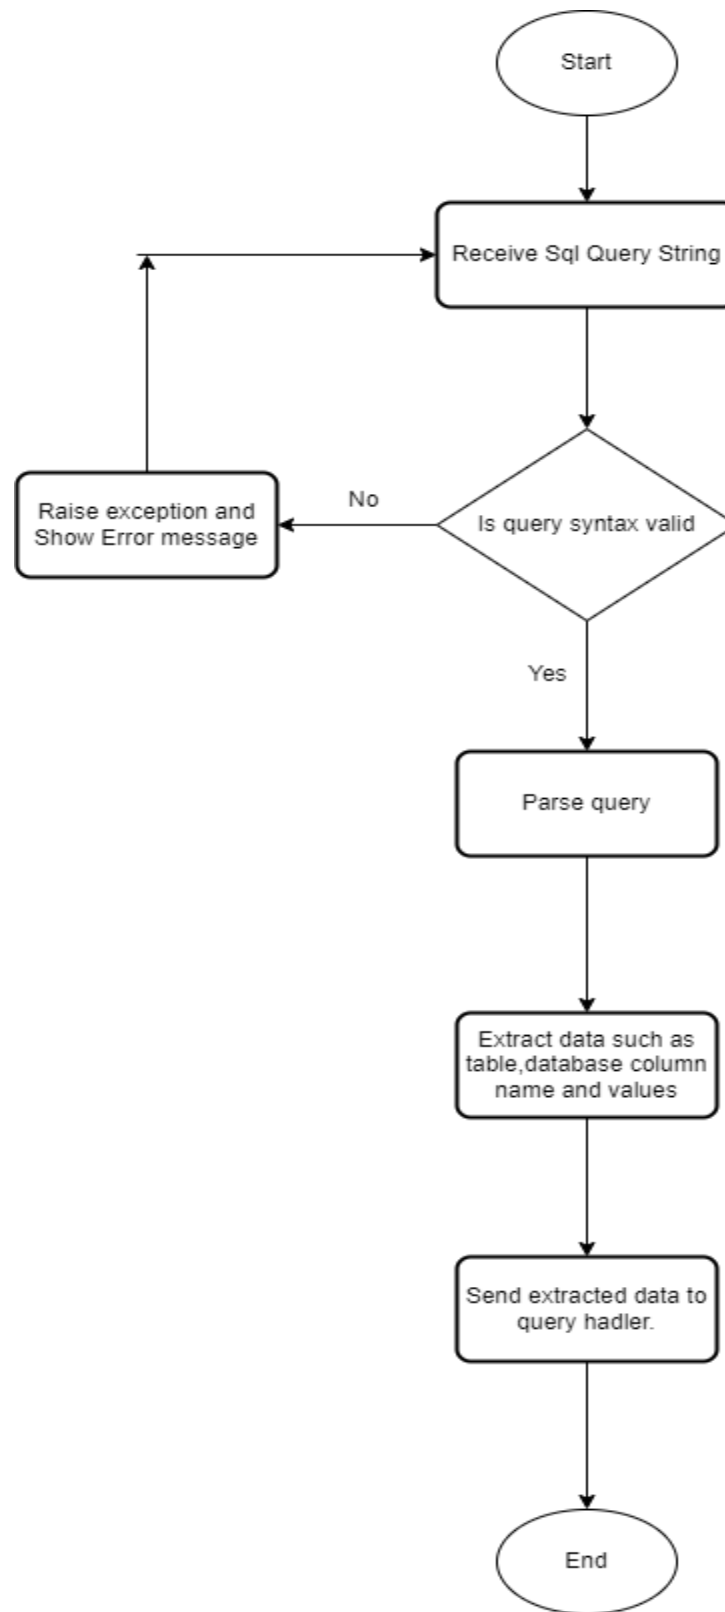 Start
Receive Sql Query String
No
Raise exception and
Show Error message
Is query syntax valid
Yes
Parse query
Extract data such as
table,database column
name and values
Send extracted data to
query hadler.
End